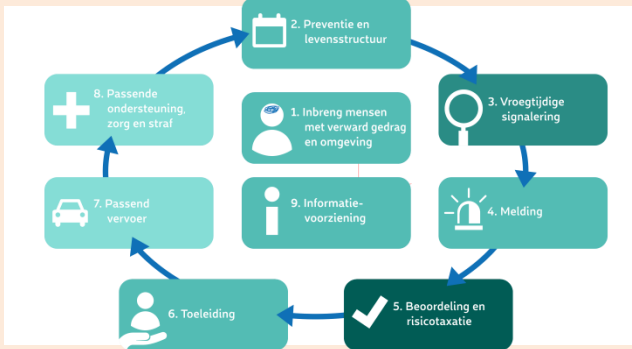 2. Preventie en
levensstructuur
8. Passende
ondersteuning,
zorg en straf
1. Inbreng mensen
met verward gedrag
en omgeving
3. Vroegtijdige
signalering
7. Passend
vervoer
9. Informatie-
voorziening
4. Melding
6. Toeleiding
5. Beoordeling en
risicotaxatie